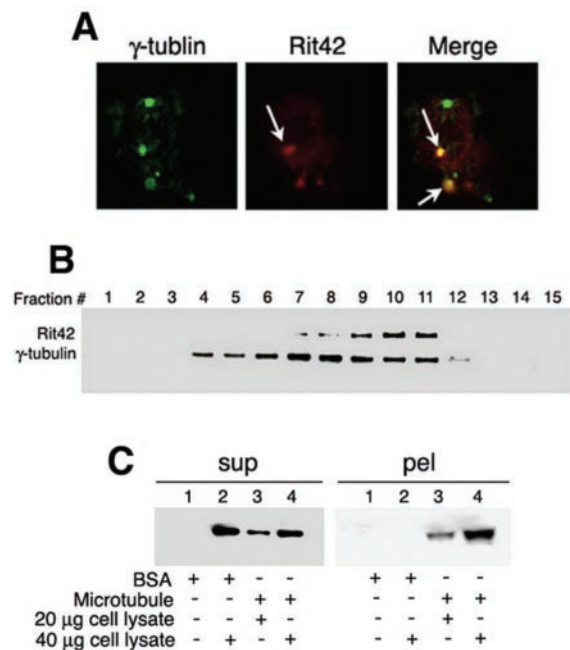 A
γ-tublin Rit42 Merge
B
Fraction # 1 2 3 4 5 6 7 8 9 10 11 12 13 14 15
Rit42
γ-tubulin
C
sup pel
1 2 3 4 1 2 3 4
BSA + + - - + + - -
Microtubule - - + + - - + +
20 µg cell lysate - - + - - - + -
40 µg cell lysate - + - + - + - +